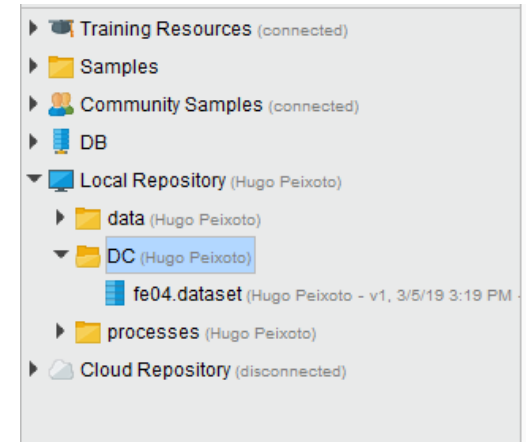 Training Resources (connected)
Samples
Community Samples (connected)
DB
Local Repository (Hugo Peixoto)
data (Hugo Peixoto)
DC (Hugo Peixoto)
fe04.dataset (Hugo Peixoto - v1, 3/5/19 3:19 PM -
processes (Hugo Peixoto)
Cloud Repository (disconnected)